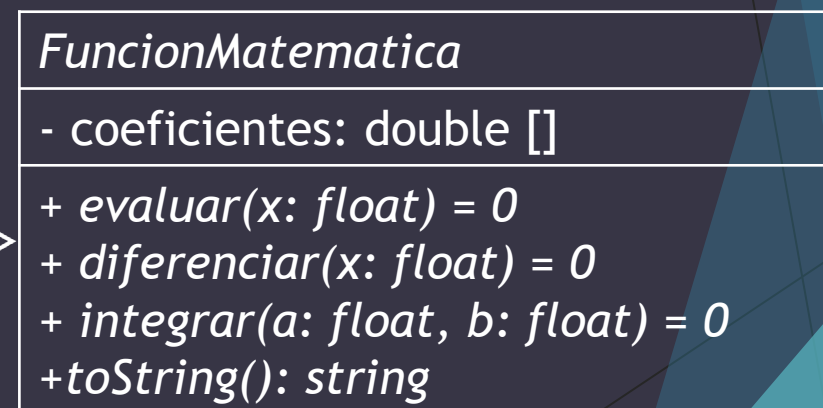 FuncionMatematica
- coeficientes: double []
+ evaluar(x: float) = 0
+ diferenciar(x: float) = 0
+ integrar(a: float, b: float) = 0
+toString(): string